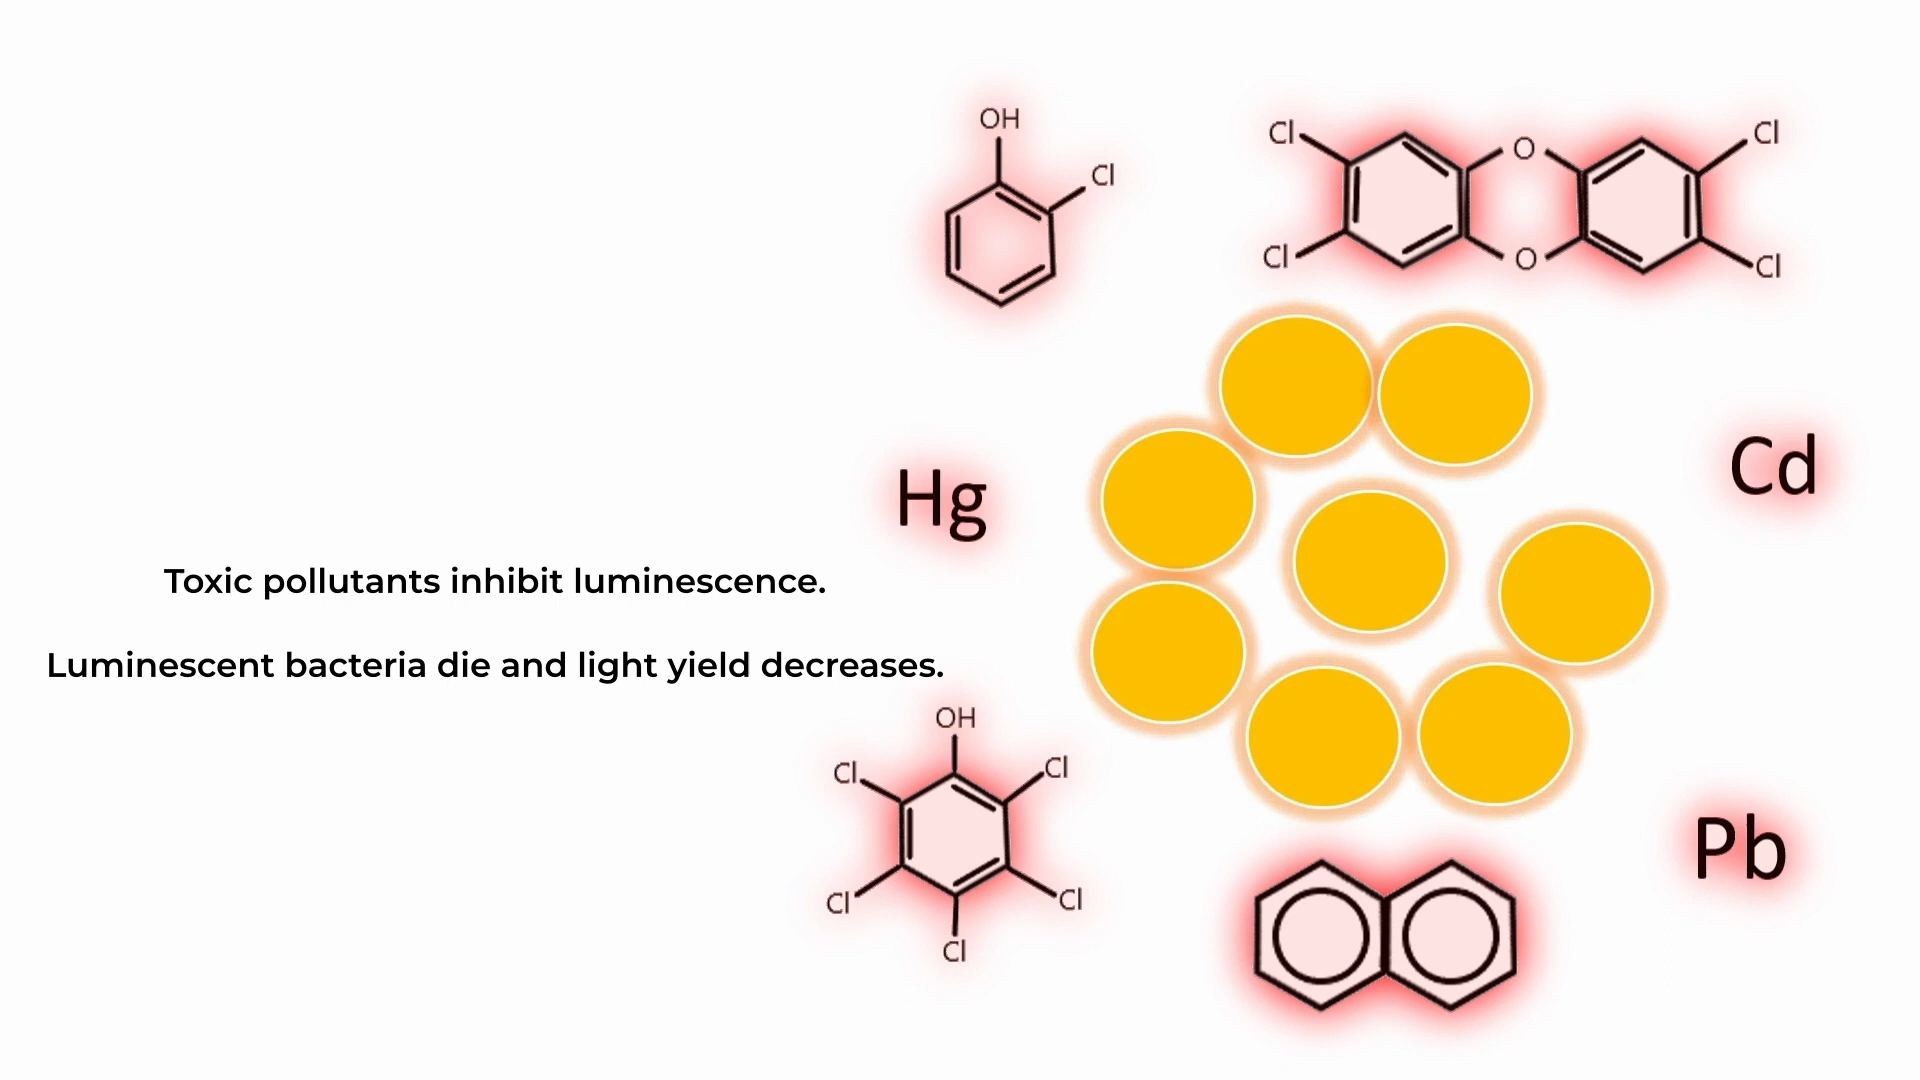 OH
Cl
Cl
Cl
O
Cl
O
Cl
Hg
Cd
Toxic pollutants inhibit luminescence.
Luminescent bacteria die and light yield decreases.
OH
Cl
Cl
Cl
Cl
Cl
Pb